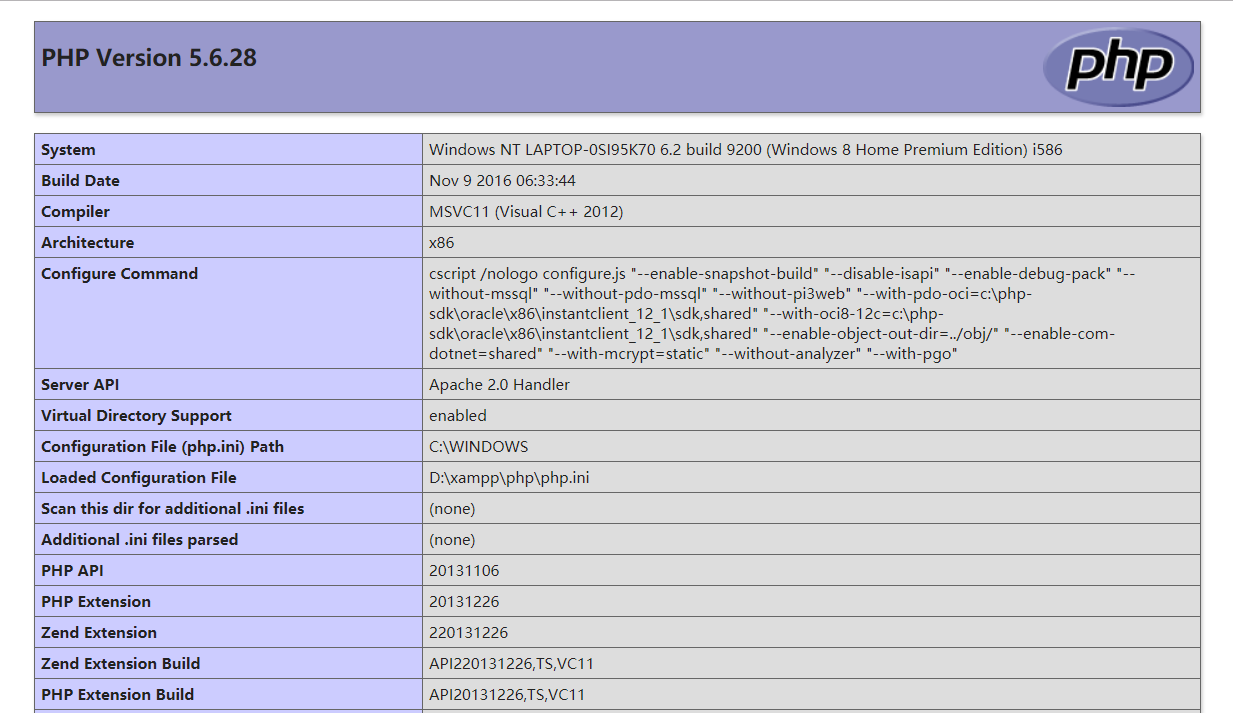 PHP Version 5.6.28
php
System Windows NT LAPTOP-0SI95K70 6.2 build 9200 (Windows 8 Home Premium Edition) i586
Build Date Nov 9 2016 06:33:44
Compiler MSVC11 (Visual C++ 2012)
Architecture x86
Configure Command cscript /nologo configure.js "--enable-snapshot-build" "--disable-isapi" "--enable-debug-pack" "--
without-mssql" "--without-pdo-mssql" "--without-pi3web" "--with-pdo-oci=c:\php-
sdk\oracle\x86\instantclient_12_1\sdk,shared" "--with-oci8-12c=c:\php-
sdk\oracle\x86\instantclient_12_1\sdk,shared" "--enable-object-out-dir=../obj/" "--enable-com-
dotnet=shared" "--with-mcrypt=static" "--without-analyzer" "--with-pgo"
Server API Apache 2.0 Handler
Virtual Directory Support enabled
Configuration File (php.ini) Path C:\WINDOWS
Loaded Configuration File D:\xampp\php\php.ini
Scan this dir for additional .ini files (none)
Additional .ini files parsed (none)
PHP API 20131106
PHP Extension 20131226
Zend Extension 220131226
Zend Extension Build API220131226,TS,VC11
PHP Extension Build API20131226,TS,VC11